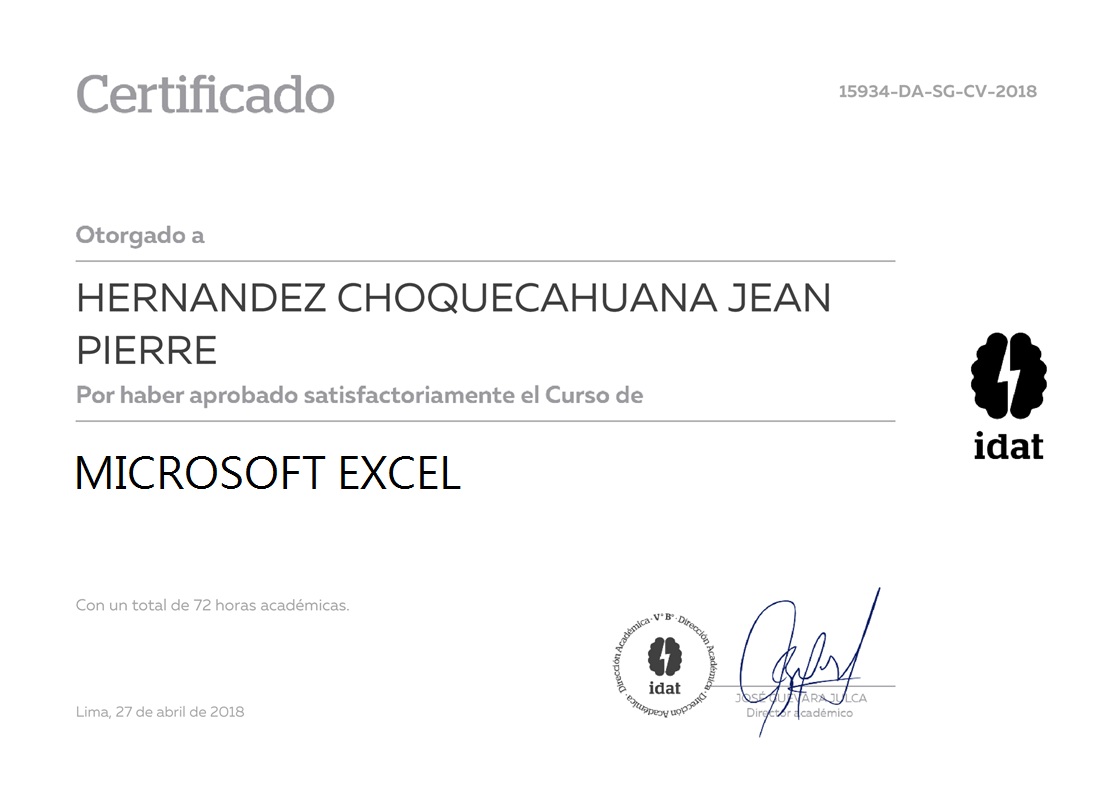 Certificado
15934-DA-SG-CV-2018
Otorgado a
HERNANDEZ CHOQUECAHUANA JEAN
PIERRE
Por haber aprobado satisfactoriamente el Curso de
idat
MICROSOFT EXCEL
Con un total de 72 horas académicas.
Dirección Académica · V° B° · Dirección Académica · Dirección Académica ·
idat
JOSÉ GUEVARA JULCA
Director académico
Lima, 27 de abril de 2018